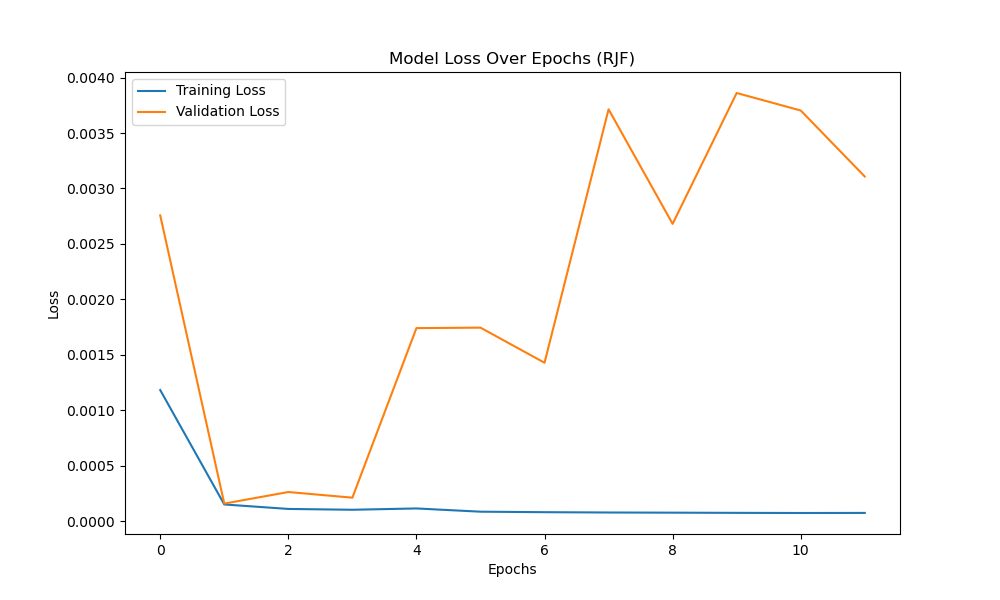 Model Loss Over Epochs (RJF)
Training Loss
Validation Loss
0.0040
0.0035
0.0030
0.0025
0.0020
0.0015
0.0010
0.0005
0.0000
Loss
0 2 4 6 8 10
Epochs